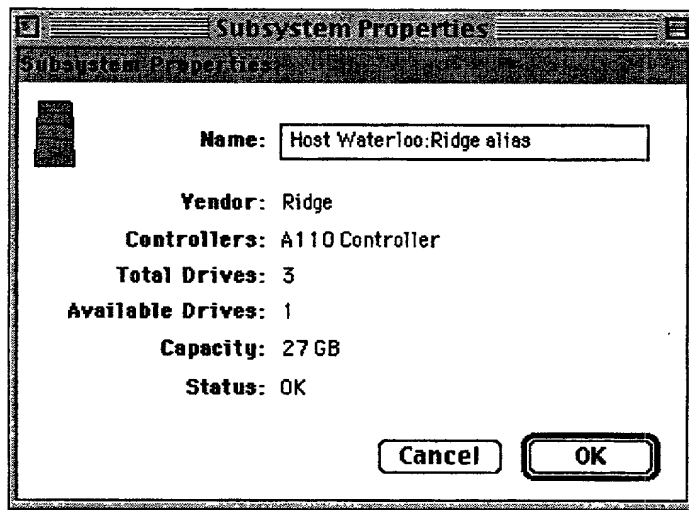 Subsystem Properties
Subsystem Properties:
Name: Host Waterloo:Ridge alias
Vendor: Ridge
Controllers: A110 Controller
Total Drives: 3
Available Drives: 1
Capacity: 27 GB
Status: OK
Cancel OK